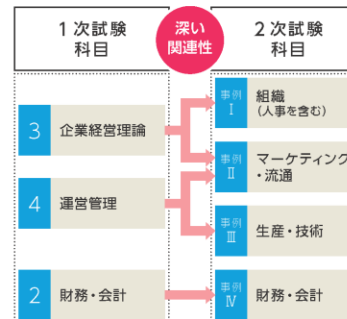 1次試験
科目
深い
関連性
2次試験
科目
3 企業経営理論
4 運営管理
2 財務・会計
事例
Ⅰ
組織
(人事を含む)
事例
Ⅱ
マーケティング
・流通
事例
Ⅲ
生産・技術
事例
Ⅳ
財務・会計